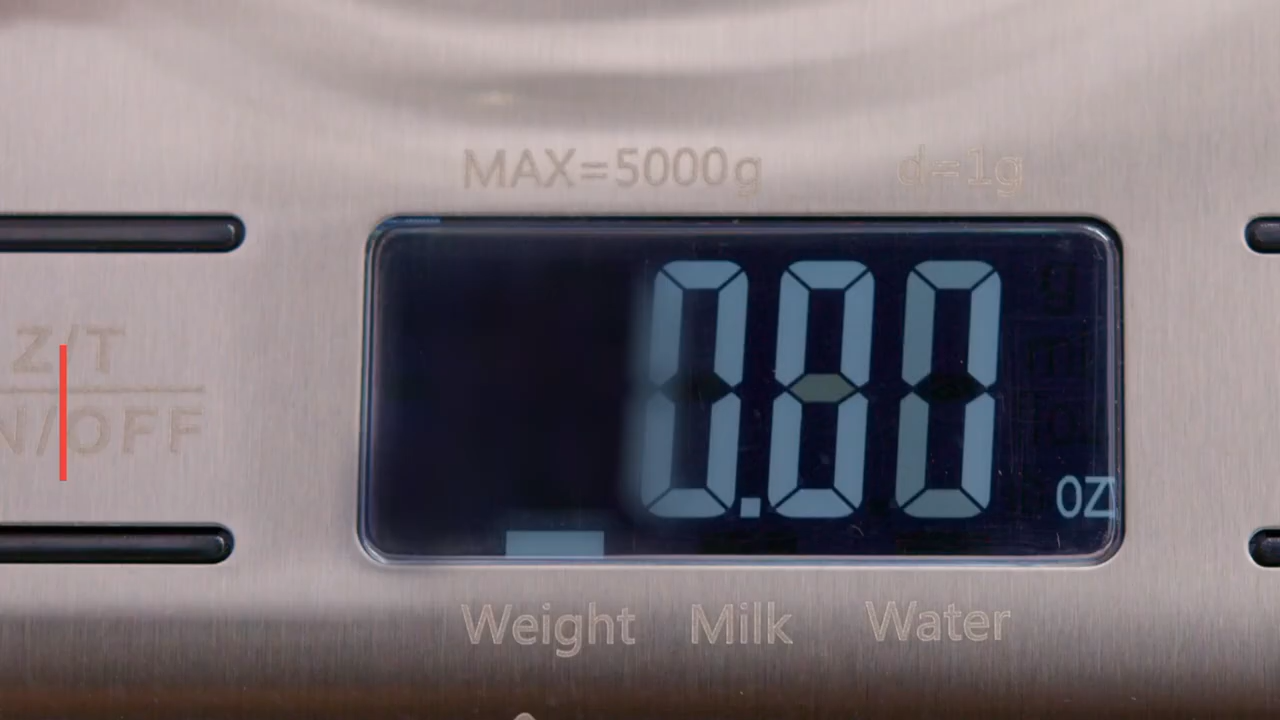 MAX=5000g d=1g
Z/T
N/OFF
0.00
OZ
Weight Milk Water